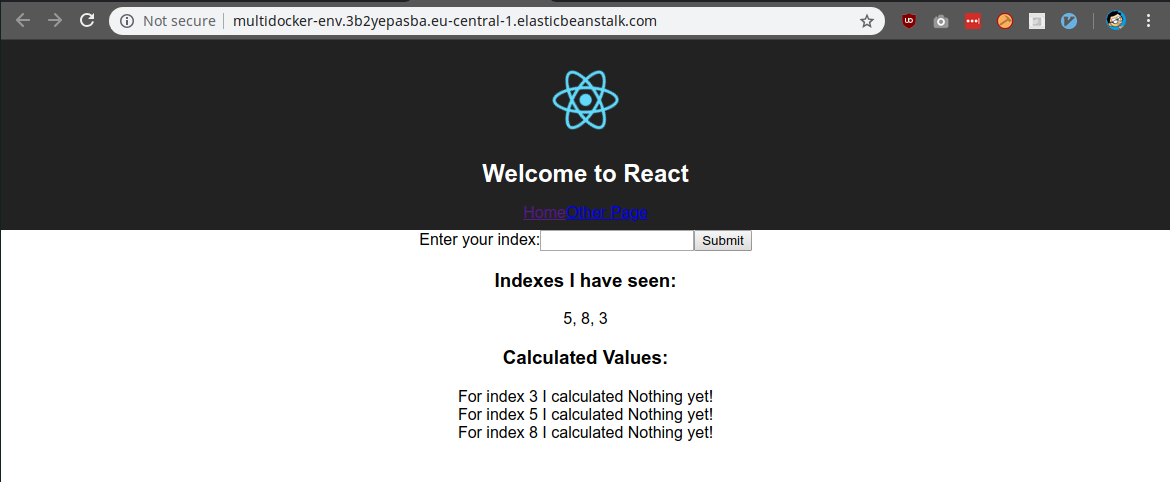 Not secure | multidocker-env.3b2yepasba.eu-central-1.elasticbeanstalk.com
Welcome to React
HomeOther Page
Enter your index: Submit
Indexes I have seen:
5, 8, 3
Calculated Values:
For index 3 I calculated Nothing yet!
For index 5 I calculated Nothing yet!
For index 8 I calculated Nothing yet!